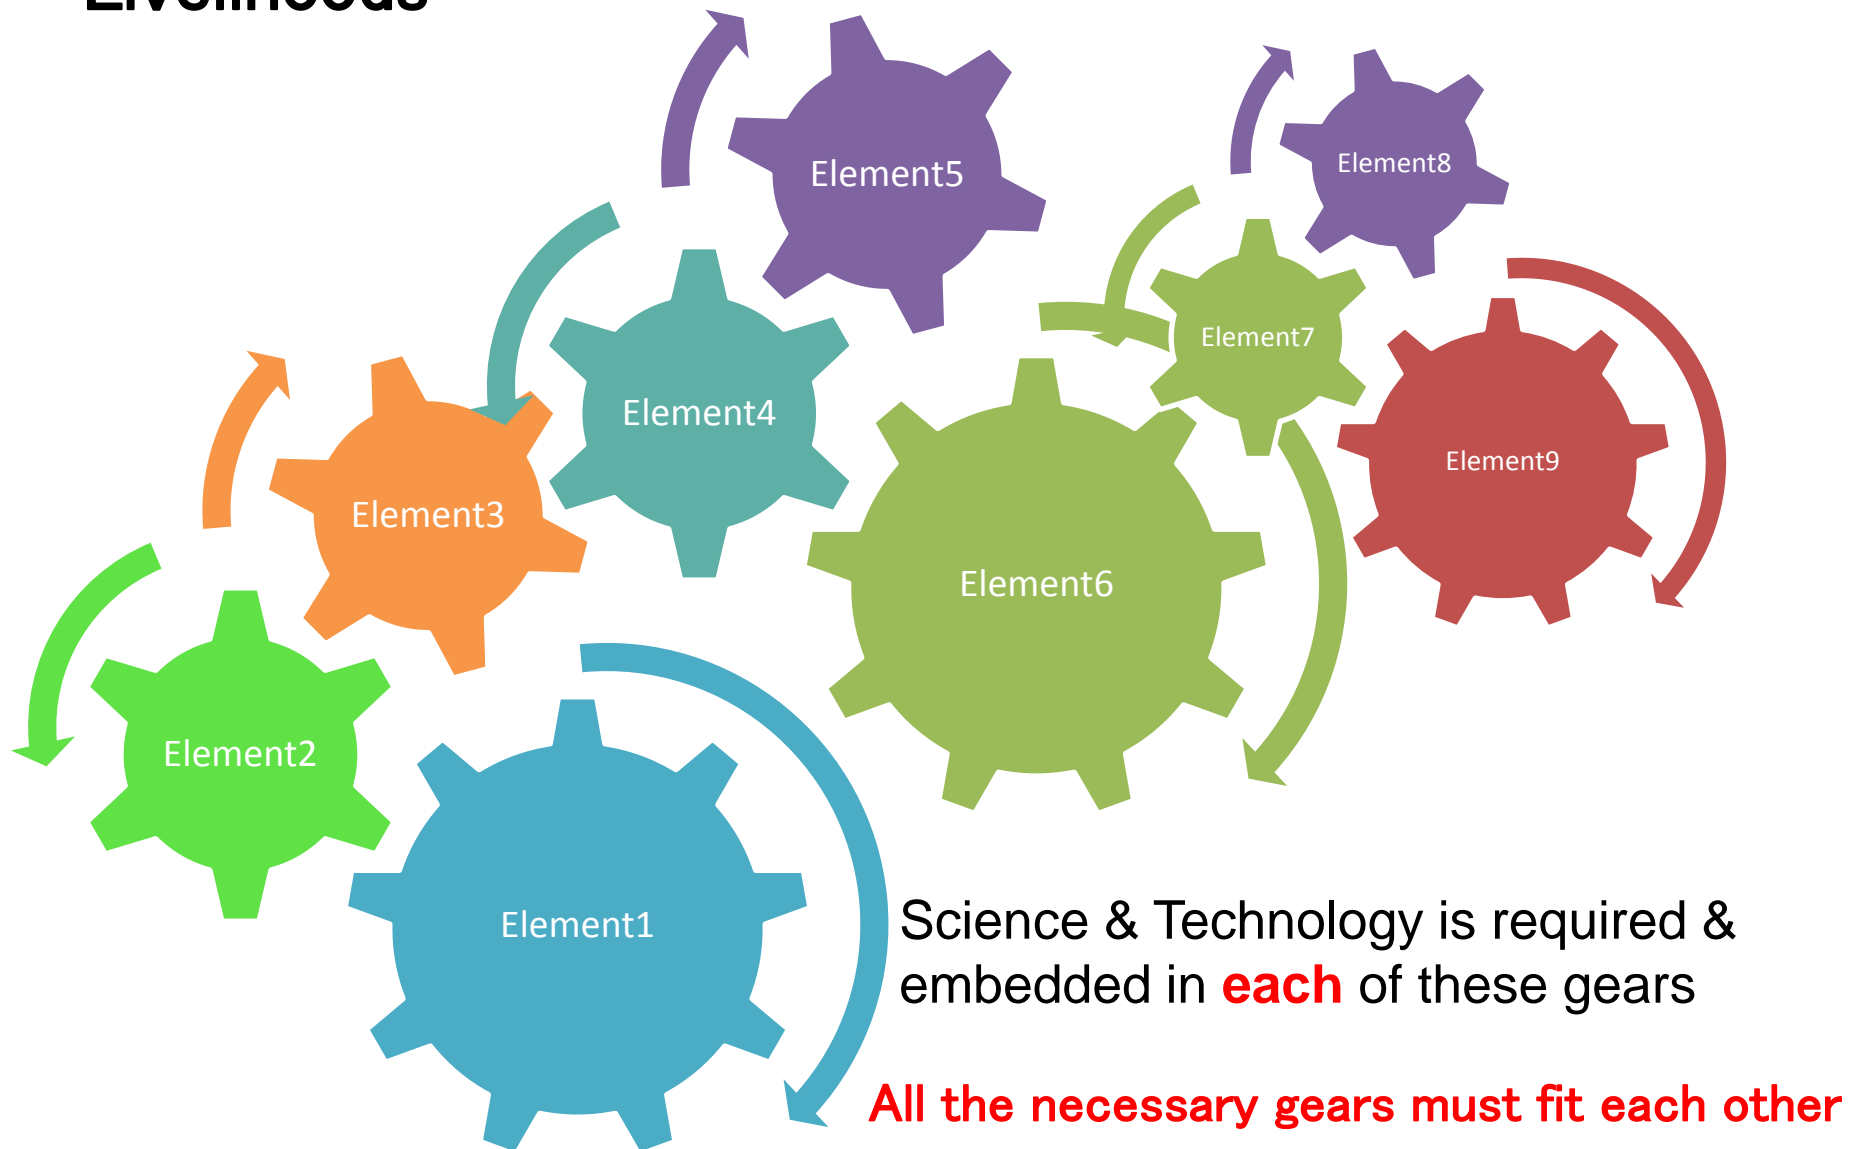 Livelihoods
Element5
Element8
Element7
Element4
Element9
Element3
Element6
Element2
Element1
Science & Technology is required &
embedded in each of these gears
All the necessary gears must fit each other